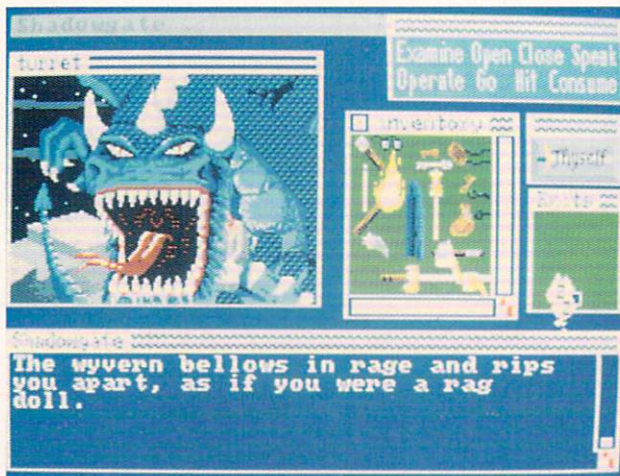 Shadowgate
Examine Open Close Speak
Operate Go Hit Consume
turret
inventory
Thyself
Shadowgate
The wyvern bellows in rage and rips
you apart, as if you were a rag
doll.